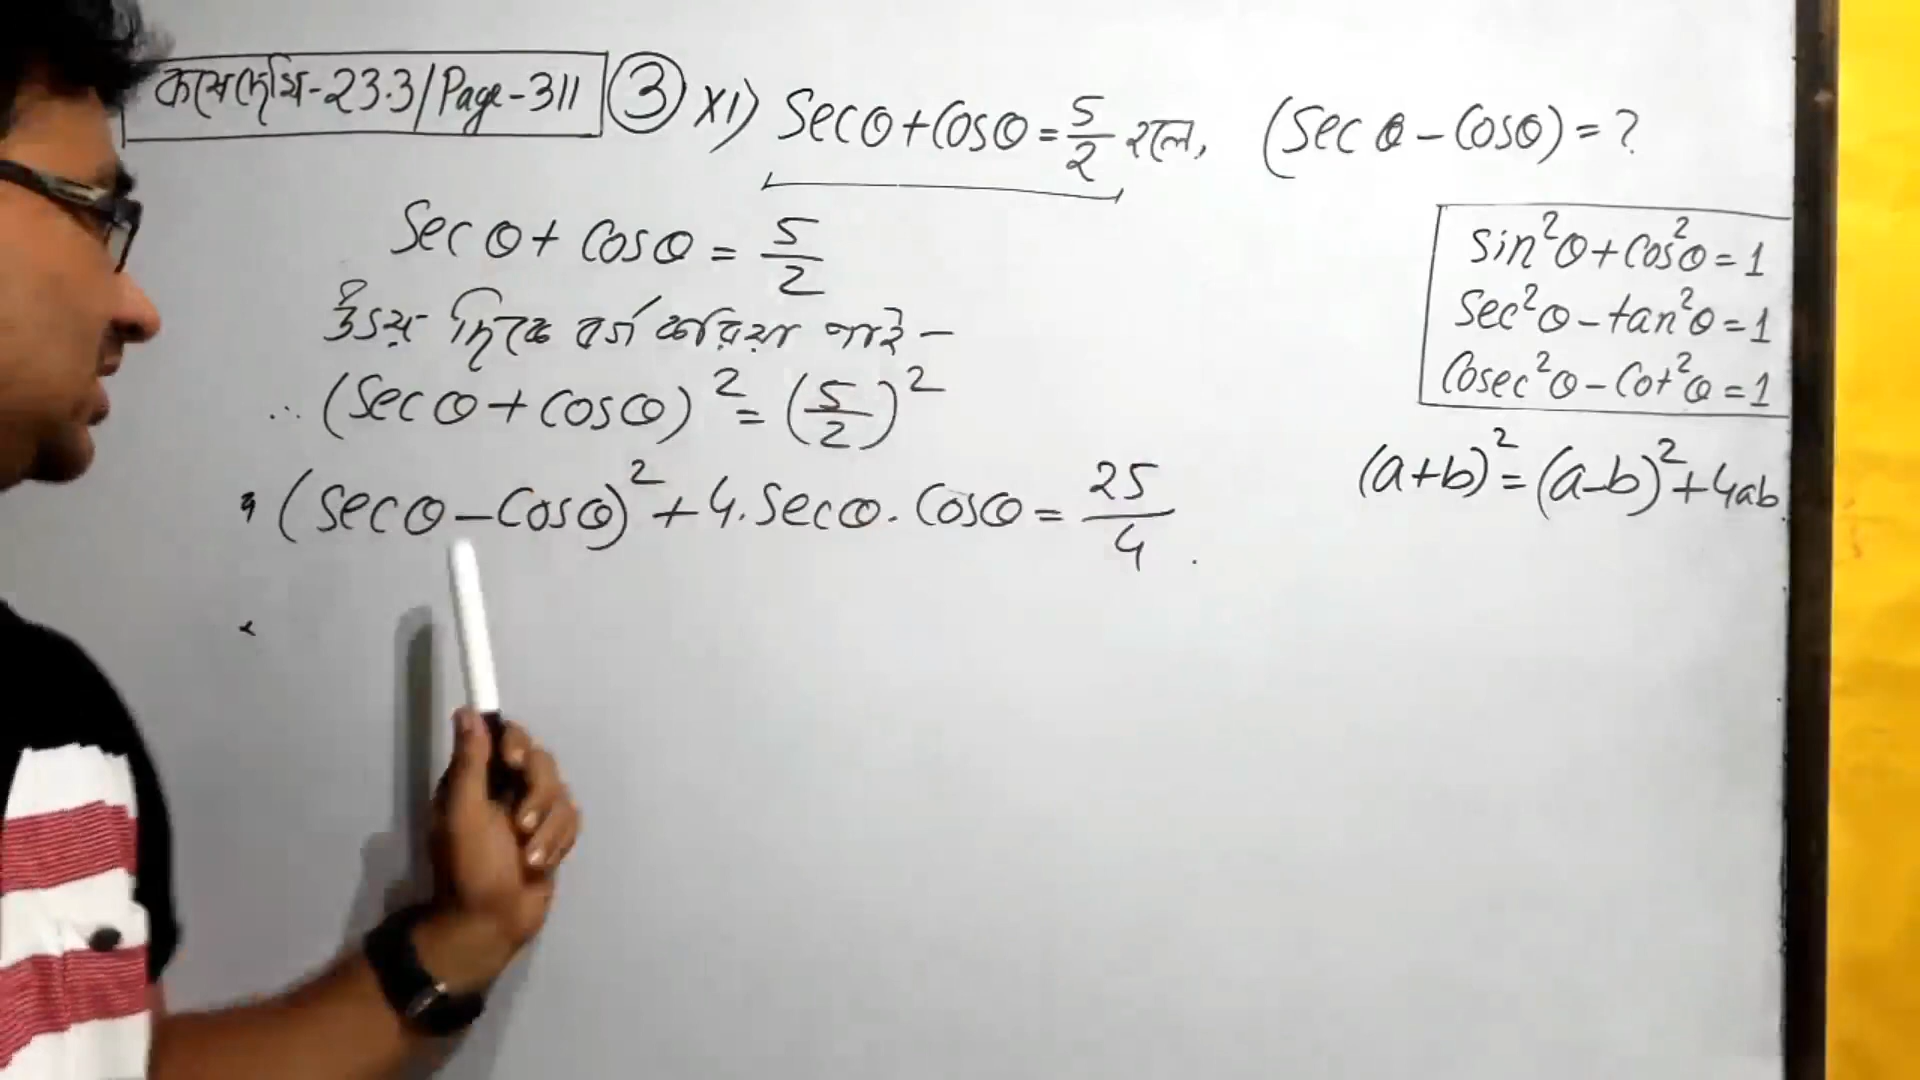 কষে দেখি-23.3/Page-311 ③ XI) Secθ+Cosθ=5/2 হলে, (Sec θ-Cosθ)=?
Sec θ+Cosθ=5/2
উভয় দিকে বর্গ করিয়া পাই-
∴ (Secθ+Cosθ)²=(5/2)²
(Secθ-Cosθ)²+4.Secθ.Cosθ=25/4
Sin²θ+Cos²θ=1
Sec²θ-tan²θ=1
Cosec²θ-Cot²θ=1
(a+b)²=(a-b)²+4ab